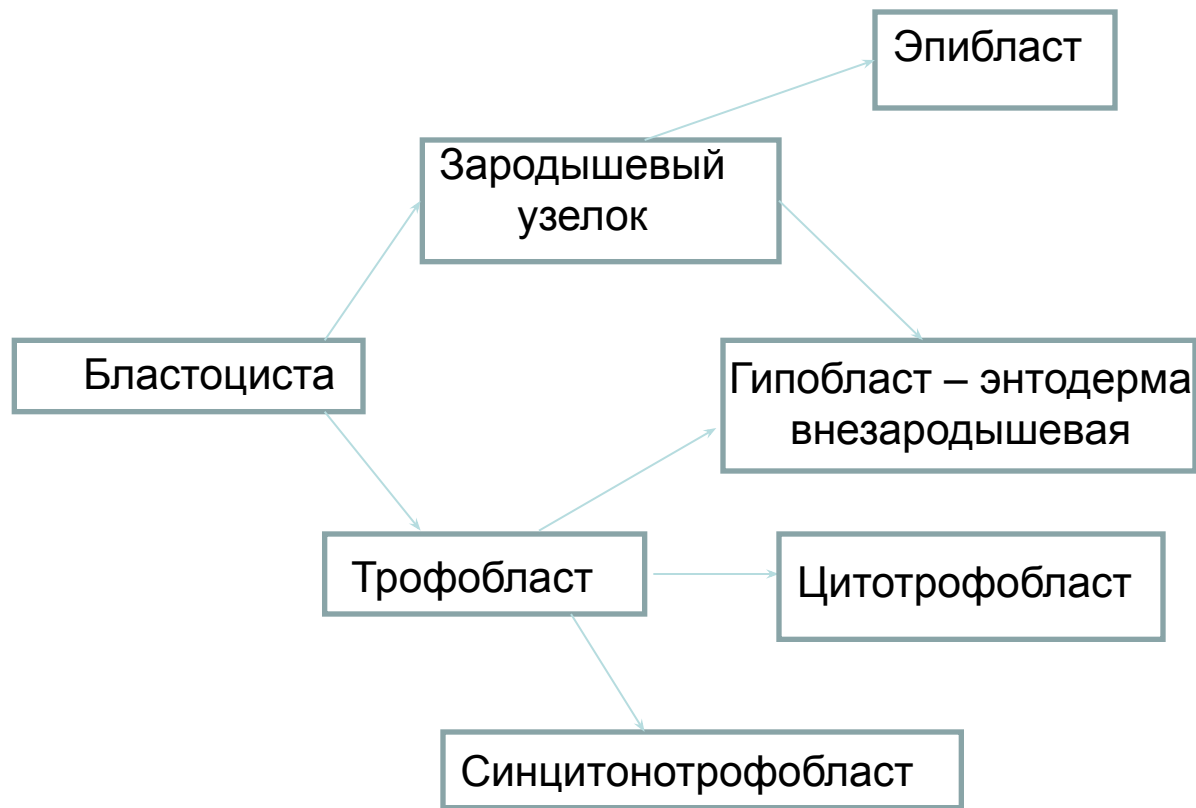 Эпибласт
Зародышевый
узелок
Бластоциста
Гипобласт – энтодерма
внезародышевая
Трофобласт
Цитотрофобласт
Синцитонотрофобласт